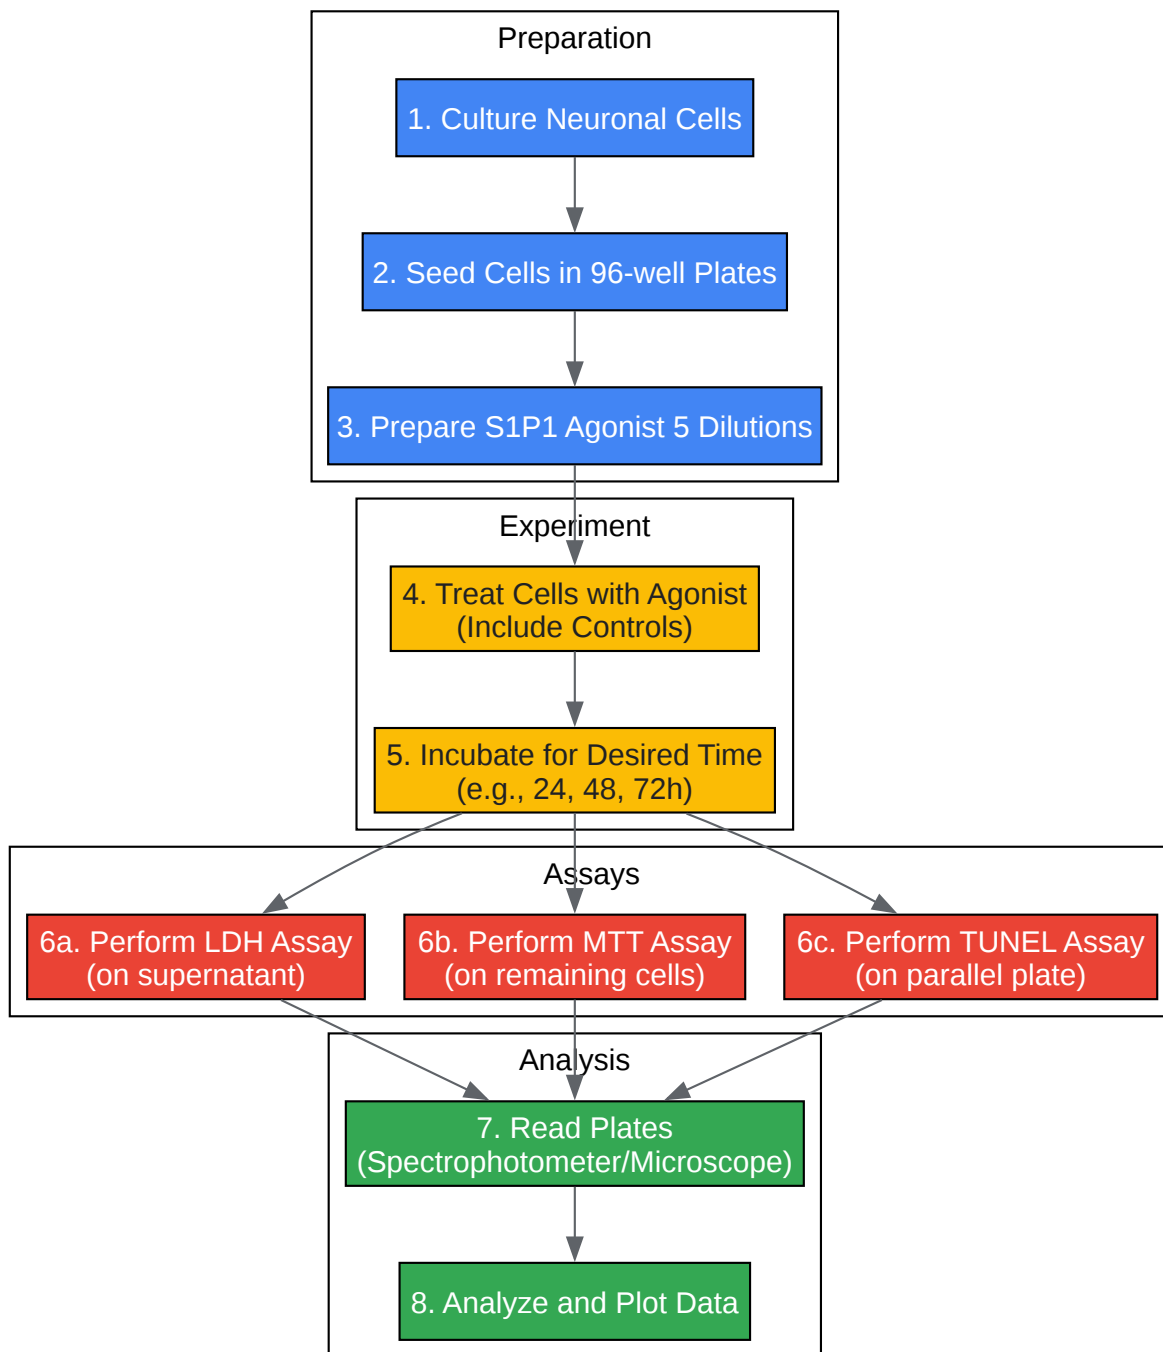 Preparation
1. Culture Neuronal Cells
2. Seed Cells in 96-well Plates
3. Prepare S1P1 Agonist 5 Dilutions
Experiment
4. Treat Cells with Agonist
(Include Controls)
5. Incubate for Desired Time
(e.g., 24, 48, 72h)
Assays
6a. Perform LDH Assay
(on supernatant)
6b. Perform MTT Assay
(on remaining cells)
6c. Perform TUNEL Assay
(on parallel plate)
Analysis
7. Read Plates
(Spectrophotometer/Microscope)
8. Analyze and Plot Data